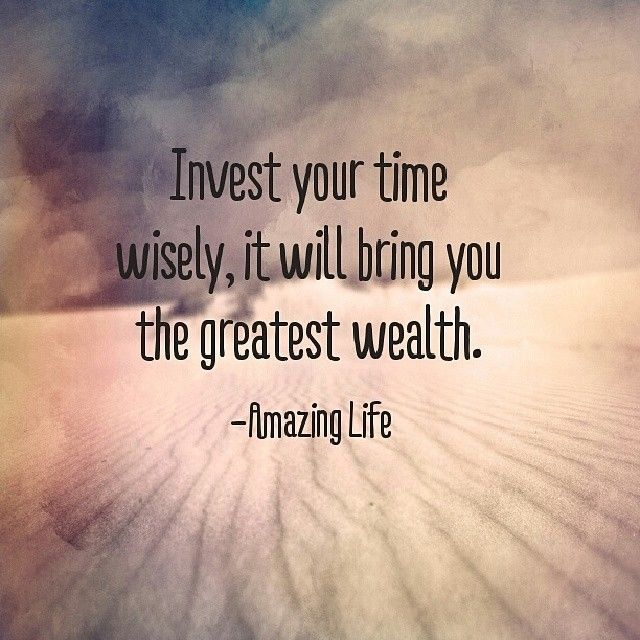 Invest your time
wisely, it will bring you
the greatest wealth.
-Amazing Life